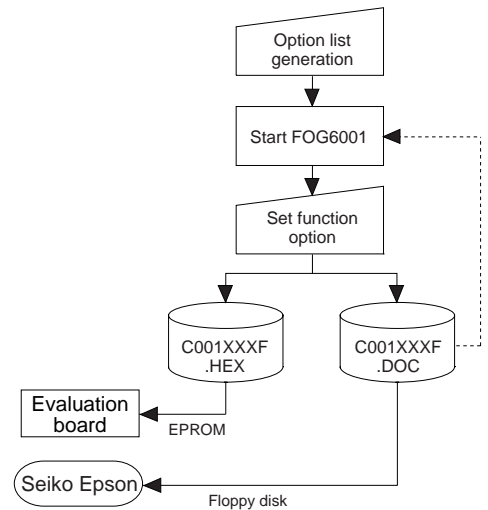 Option list
generation
Start FOG6001
Set function
option
C001XXXF
.HEX
C001XXXF
.DOC
Evaluation
board
EPROM
Seiko Epson
Floppy disk